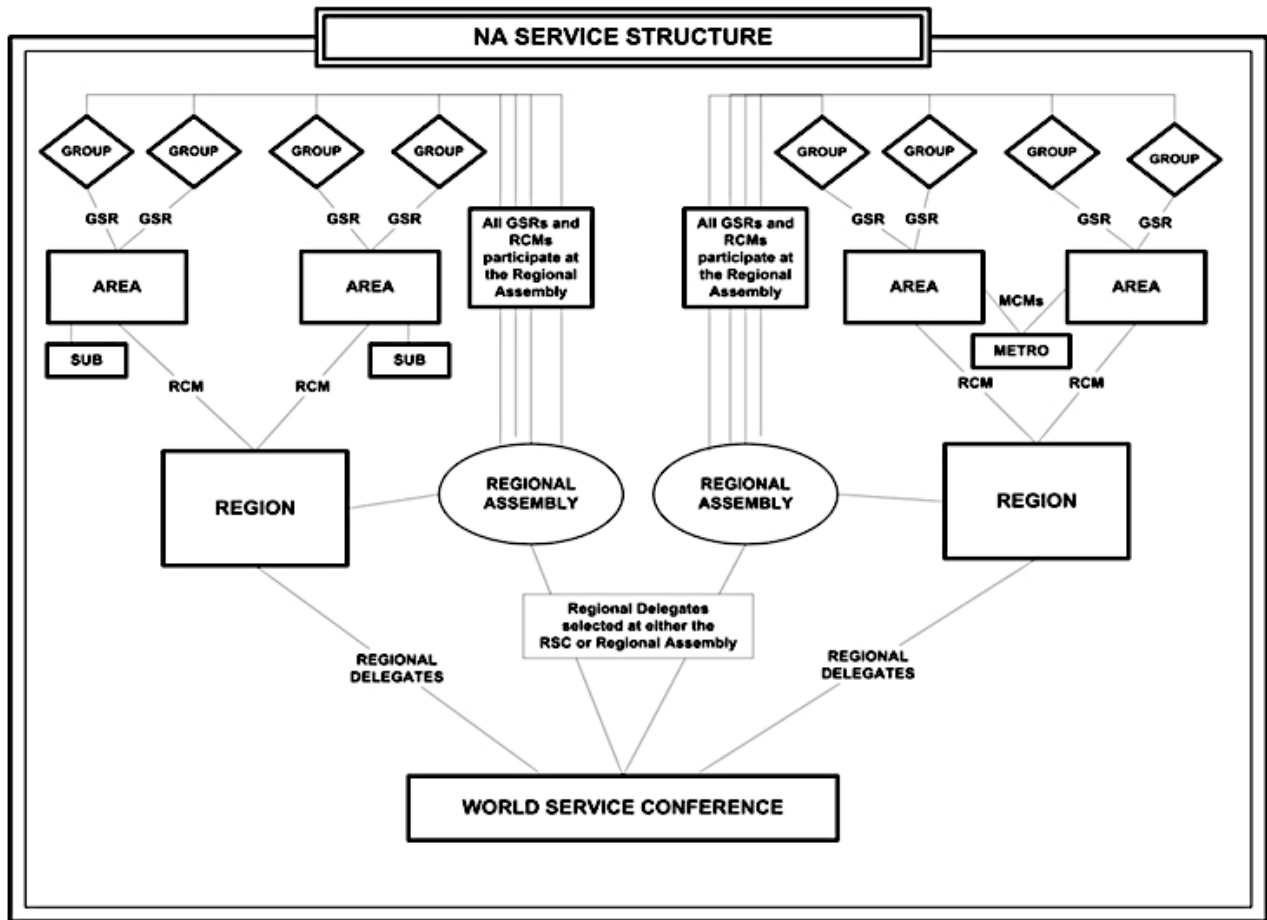 NA SERVICE STRUCTURE
GROUP
GROUP
GROUP
GROUP
GROUP
GROUP
GROUP
GROUP
GSR
GSR
GSR
GSR
GSR
GSR
GSR
GSR
All GSRs and
RCMs
participate at
the Regional
Assembly
All GSRs and
RCMs
participate at
the Regional
Assembly
AREA
AREA
AREA
AREA
MCMs
SUB
SUB
METRO
RCM
RCM
RCM
RCM
REGION
REGIONAL
ASSEMBLY
REGIONAL
ASSEMBLY
REGION
Regional Delegates
selected at either the
RSC or Regional Assembly
REGIONAL
DELEGATES
REGIONAL
DELEGATES
WORLD SERVICE CONFERENCE